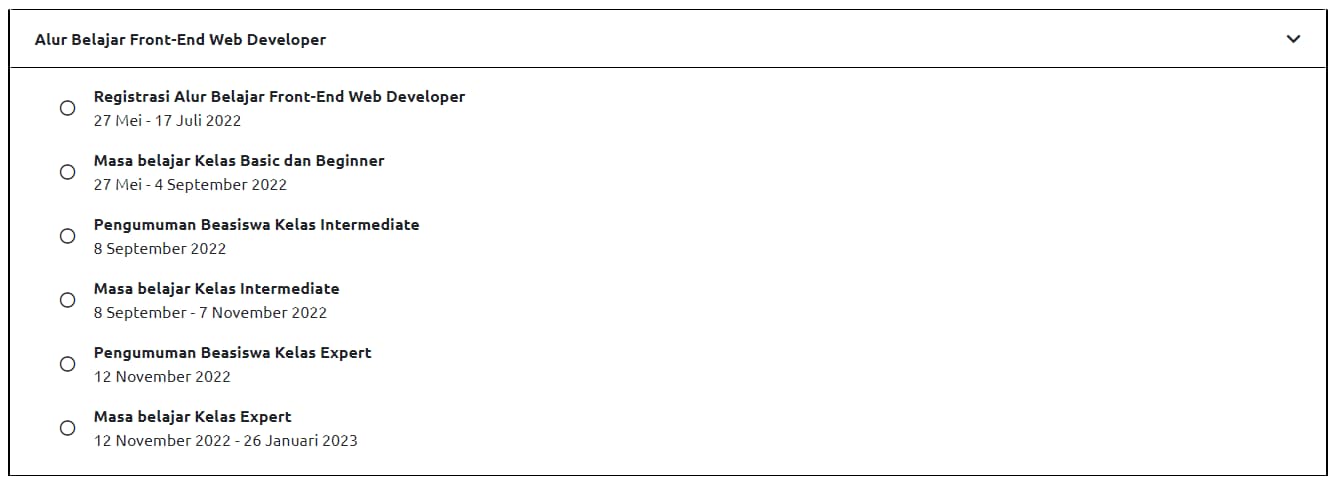 Alur Belajar Front-End Web Developer
Registrasi Alur Belajar Front-End Web Developer
27 Mei - 17 Juli 2022
Masa belajar Kelas Basic dan Beginner
27 Mei - 4 September 2022
Pengumuman Beasiswa Kelas Intermediate
8 September 2022
Masa belajar Kelas Intermediate
8 September - 7 November 2022
Pengumuman Beasiswa Kelas Expert
12 November 2022
Masa belajar Kelas Expert
12 November 2022 - 26 Januari 2023